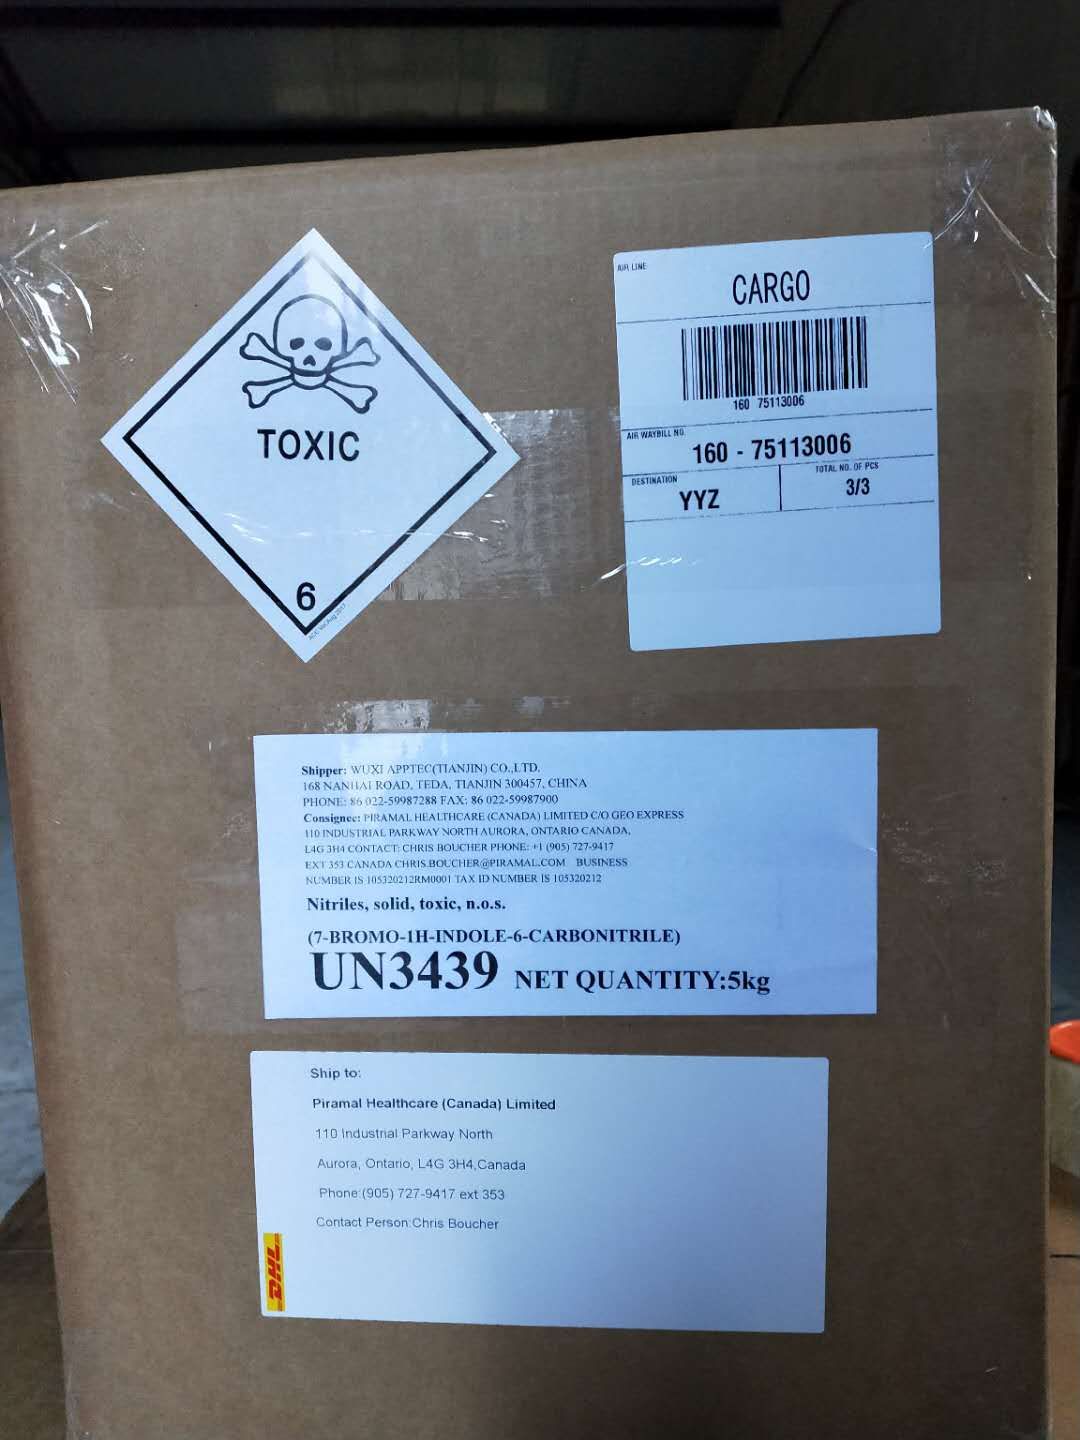 TOXIC
6
AIR LINE
CARGO
160 75113006
AIR WAYBILL NO.
160 - 75113006
DESTINATION
YYZ
TOTAL NO. OF PCS
3/3
Shipper: WUXI APPTEC(TIANJIN) CO.,LTD.
168 NANHAI ROAD, TEDA, TIANJIN 300457, CHINA
PHONE: 86 022-59987288 FAX: 86 022-59987900
Consignee: PIRAMAL HEALTHCARE (CANADA) LIMITED C/O GEO EXPRESS
110 INDUSTRIAL PARKWAY NORTH AURORA, ONTARIO CANADA,
L4G 3H4 CONTACT: CHRIS BOUCHER PHONE: +1 (905) 727-9417
EXT 353 CANADA CHRIS.BOUCHER@PIRAMAL.COM BUSINESS
NUMBER IS 105320212RM0001 TAX ID NUMBER IS 105320212
Nitriles, solid, toxic, n.o.s.
(7-BROMO-1H-INDOLE-6-CARBONITRILE)
UN3439 NET QUANTITY:5kg
Ship to:
Piramal Healthcare (Canada) Limited
110 Industrial Parkway North
Aurora, Ontario, L4G 3H4,Canada
Phone:(905) 727-9417 ext 353
Contact Person:Chris Boucher
DHL